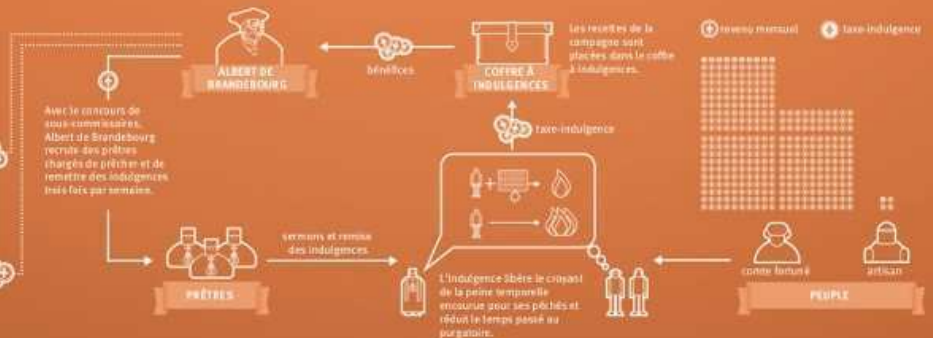 ALBERT DE
BRANDEBOURG
bénéfices
COFFRE À
INDULGENCES
Les recettes de la
campagne sont
placées dans le coffre
à indulgences.
revenu mensuel
taxe-indulgence
Avec le concours de
sous-commissaires,
Albert de Brandebourg
recrute des prêtres
chargés de prêcher et de
remettre des indulgences
trois fois par semaine.
taxe-indulgence
PRÊTRES
sermons et remise
des indulgences
L'indulgence libère le croyant
de la peine temporelle
encourue pour ses péchés et
réduit le temps passé au
purgatoire.
comte fortuné
artisan
PEUPLE